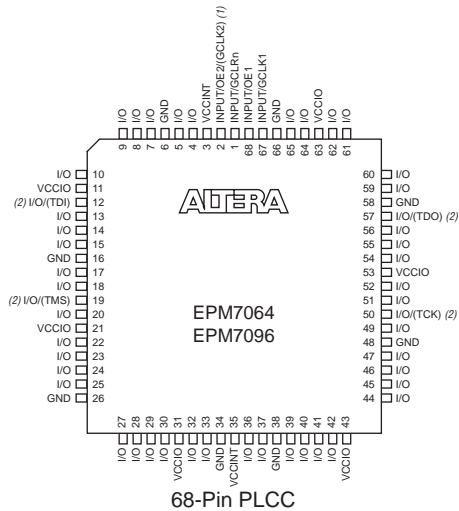 I/O
I/O
I/O
GND
I/O
I/O
VCCINT
INPUT/OE2/(GCLK2) (1)
INPUT/GCLRn
INPUT/OE1
INPUT/GCLK1
GND
I/O
I/O
VCCIO
I/O
I/O
9 8 7 6 5 4 3 2 1 68 67 66 65 64 63 62 61
I/O 10
VCCIO 11
(2) I/O/(TDI) 12
I/O 13
I/O 14
I/O 15
GND 16
I/O 17
I/O 18
(2) I/O/(TMS) 19
I/O 20
VCCIO 21
I/O 22
I/O 23
I/O 24
I/O 25
GND 26
ALTERA
EPM7064
EPM7096
60 I/O
59 I/O
58 GND
57 I/O/(TDO) (2)
56 I/O
55 I/O
54 I/O
53 VCCIO
52 I/O
51 I/O
50 I/O/(TCK) (2)
49 I/O
48 GND
47 I/O
46 I/O
45 I/O
44 I/O
27 28 29 30 31 32 33 34 35 36 37 38 39 40 41 42 43
I/O
I/O
I/O
I/O
VCCIO
I/O
I/O
GND
VCCINT
I/O
I/O
GND
I/O
I/O
I/O
I/O
VCCIO
68-Pin PLCC